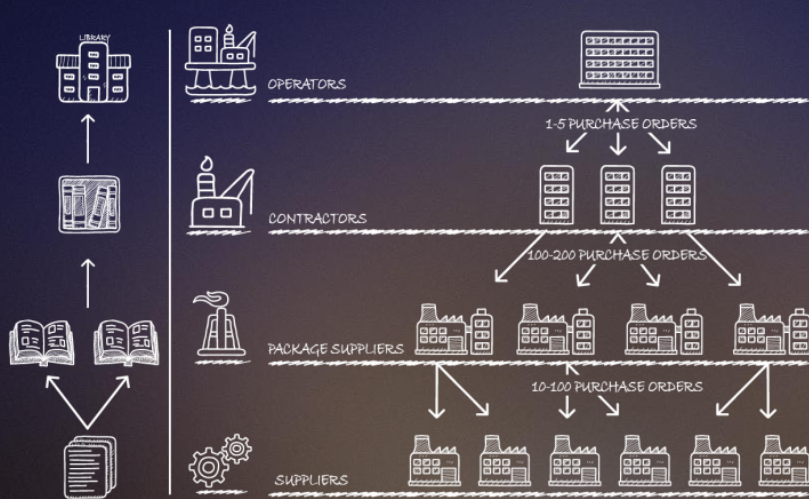 LIBRARY
OPERATORS
1-5 PURCHASE ORDERS
CONTRACTORS
100-200 PURCHASE ORDERS
PACKAGE SUPPLIERS
10-100 PURCHASE ORDERS
SUPPLIERS